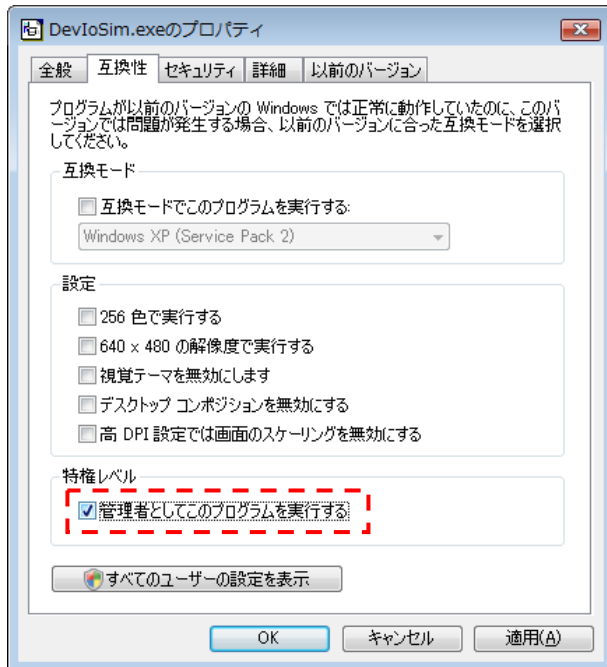 DevIoSim.exeのプロパティ
全般 互換性 セキュリティ 詳細 以前のバージョン
プログラムが以前のバージョンの Windows では正常に動作していたのに、このバ
ージョンでは問題が発生する場合、以前のバージョンに合った互換モードを選択
してください。
互換モード
互換モードでこのプログラムを実行する:
Windows XP (Service Pack 2)
設定
256 色で実行する
640 x 480 の解像度で実行する
視覚テーマを無効にします
デスクトップ コンポジションを無効にする
高 DPI 設定では画面のスケーリングを無効にする
特権レベル
管理者としてこのプログラムを実行する
すべてのユーザーの設定を表示
OK キャンセル 適用(A)